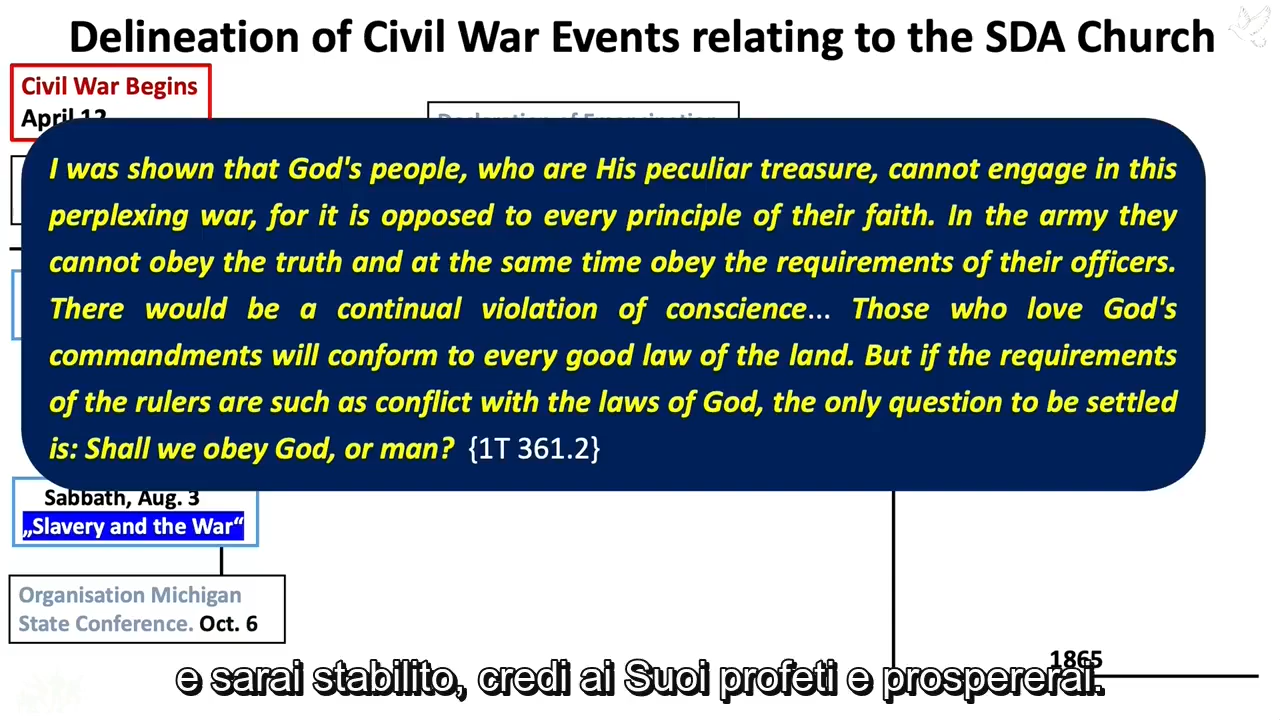 Delineation of Civil War Events relating to the SDA Church
Civil War Begins
April 12
Declaration of Emancipation
I was shown that God's people, who are His peculiar treasure, cannot engage in this
perplexing war, for it is opposed to every principle of their faith. In the army they
cannot obey the truth and at the same time obey the requirements of their officers.
There would be a continual violation of conscience... Those who love God's
commandments will conform to every good law of the land. But if the requirements
of the rulers are such as conflict with the laws of God, the only question to be settled
is: Shall we obey God, or man? {1T 361.2}
Sabbath, Aug. 3
„Slavery and the War“
Organisation Michigan
State Conference. Oct. 6
1865
e sarai stabilito, credi ai Suoi profeti e prospererai.